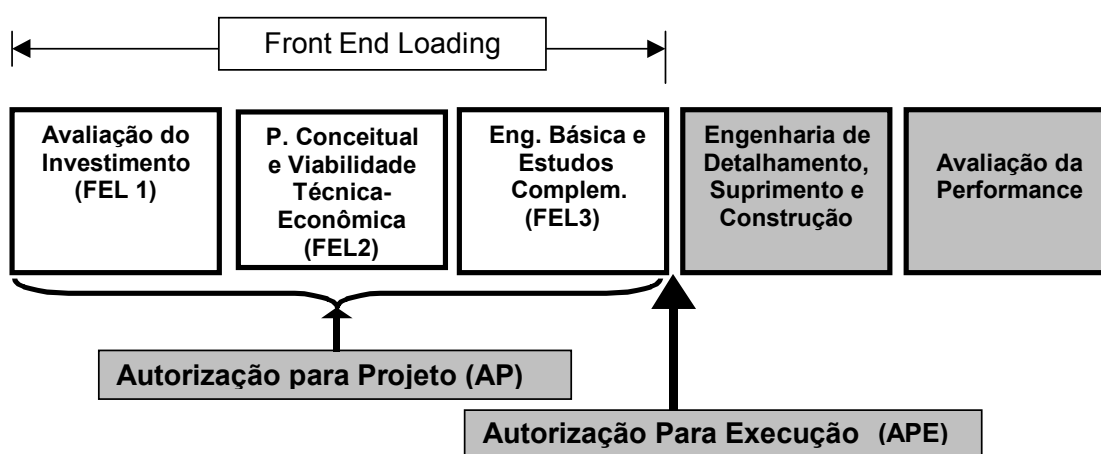 Front End Loading
Avaliação do
Investimento
(FEL 1)
P. Conceitual
e Viabilidade
Técnica-
Econômica
(FEL2)
Eng. Básica e
Estudos
Complem.
(FEL3)
Engenharia de
Detalhamento,
Suprimento e
Construção
Avaliação da
Performance
Autorização para Projeto (AP)
Autorização Para Execução (APE)